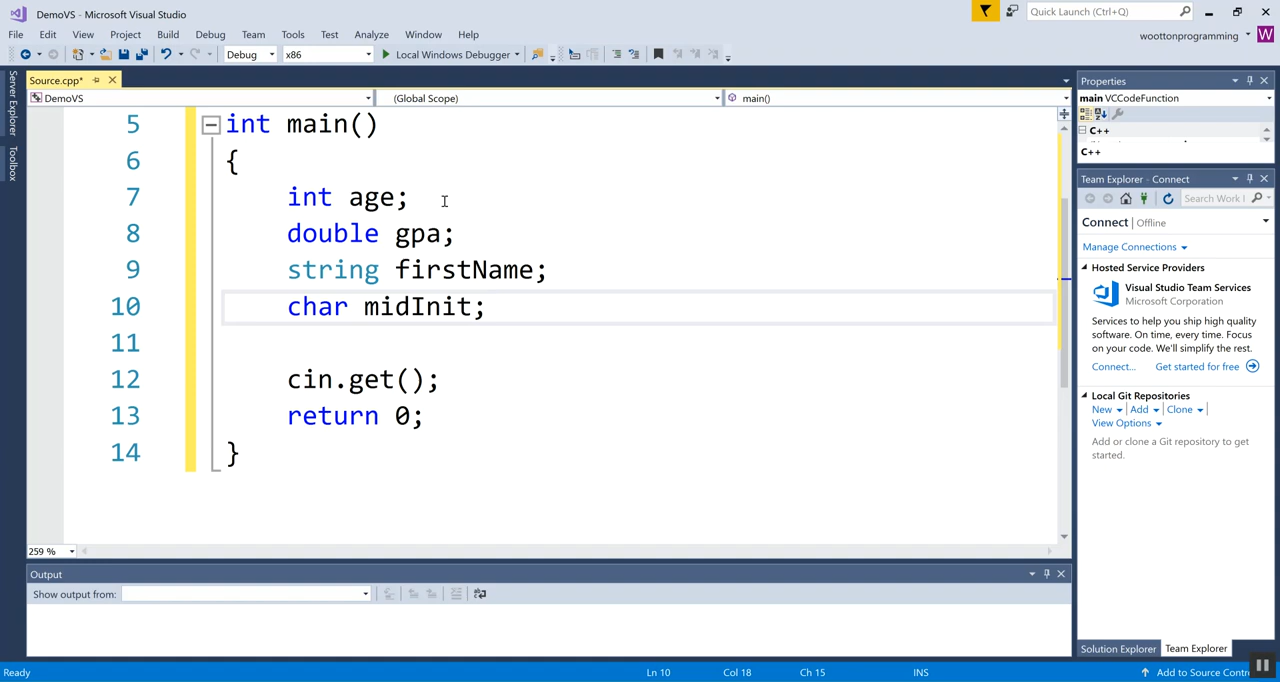 DemoVS - Microsoft Visual Studio
Quick Launch (Ctrl+Q)
File Edit View Project Build Debug Team Tools Test Analyze Window Help
woottonprogramming W
Debug x86 Local Windows Debugger
Server Explorer
Toolbox
Source.cpp*
DemoVS (Global Scope) main()
5 int main()
6 {
7 int age;
8 double gpa;
9 string firstName;
10 char midInit;
11
12 cin.get();
13 return 0;
14 }
259 %
Output
Show output from:
Properties
main VCCodeFunction
C++
C++
Team Explorer - Connect
Search Work I
Connect | Offline
Manage Connections
Hosted Service Providers
Visual Studio Team Services
Microsoft Corporation
Services to help you ship high quality
software. On time, every time. Focus
on your code. We'll simplify the rest.
Connect... Get started for free
Local Git Repositories
New Add Clone
View Options
Add or clone a Git repository to get
started.
Solution Explorer Team Explorer
Ready Ln 10 Col 18 Ch 15 INS Add to Source Contr